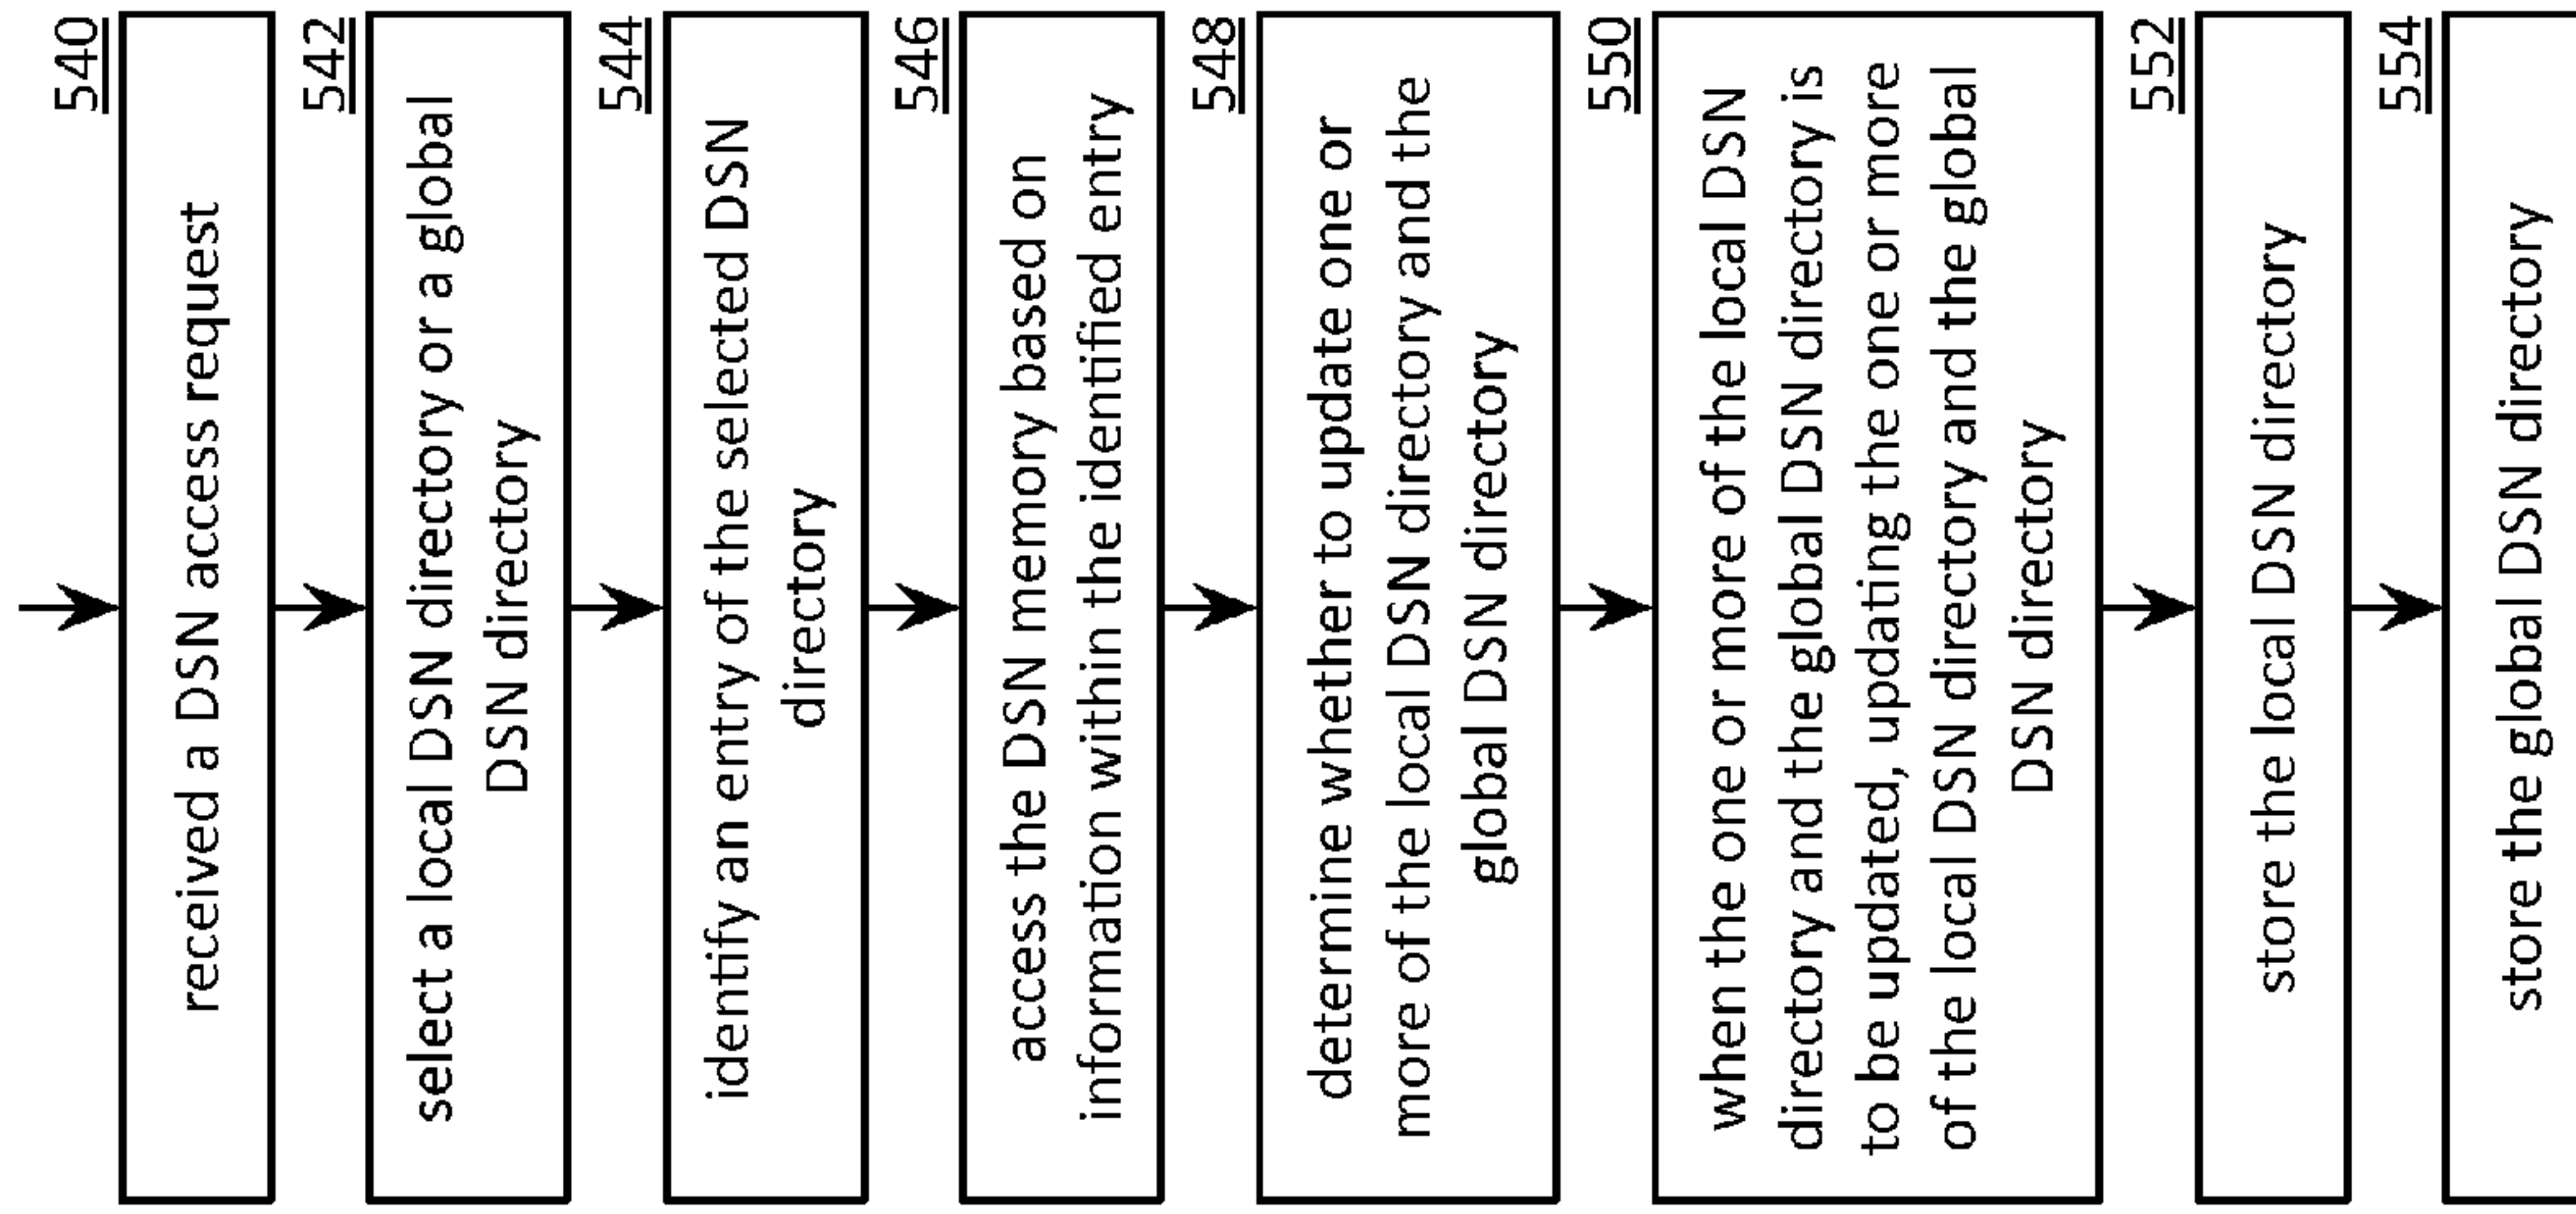 540
received a DSN access request
542
select a local DSN directory or a global
DSN directory
544
identify an entry of the selected DSN
directory
546
access the DSN memory based on
information within the identified entry
548
determine whether to update one or
more of the local DSN directory and the
global DSN directory
550
when the one or more of the local DSN
directory and the global DSN directory is
to be updated, updating the one or more
of the local DSN directory and the global
DSN directory
552
store the local DSN directory
554
store the global DSN directory